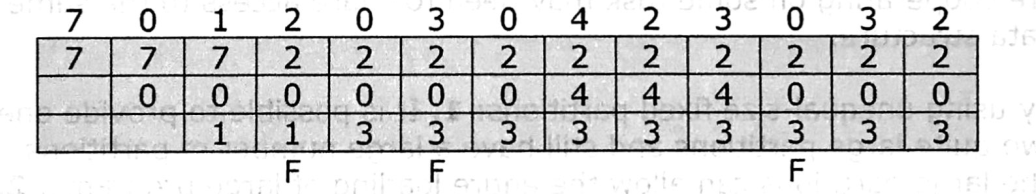 7 0 1 2 0 3 0 4 2 3 0 3 2
7 7 7 2 2 2 2 2 2 2 2 2 2
0 0 0 0 0 0 4 4 4 0 0 0
1 1 3 3 3 3 3 3 3 3 3
F F F